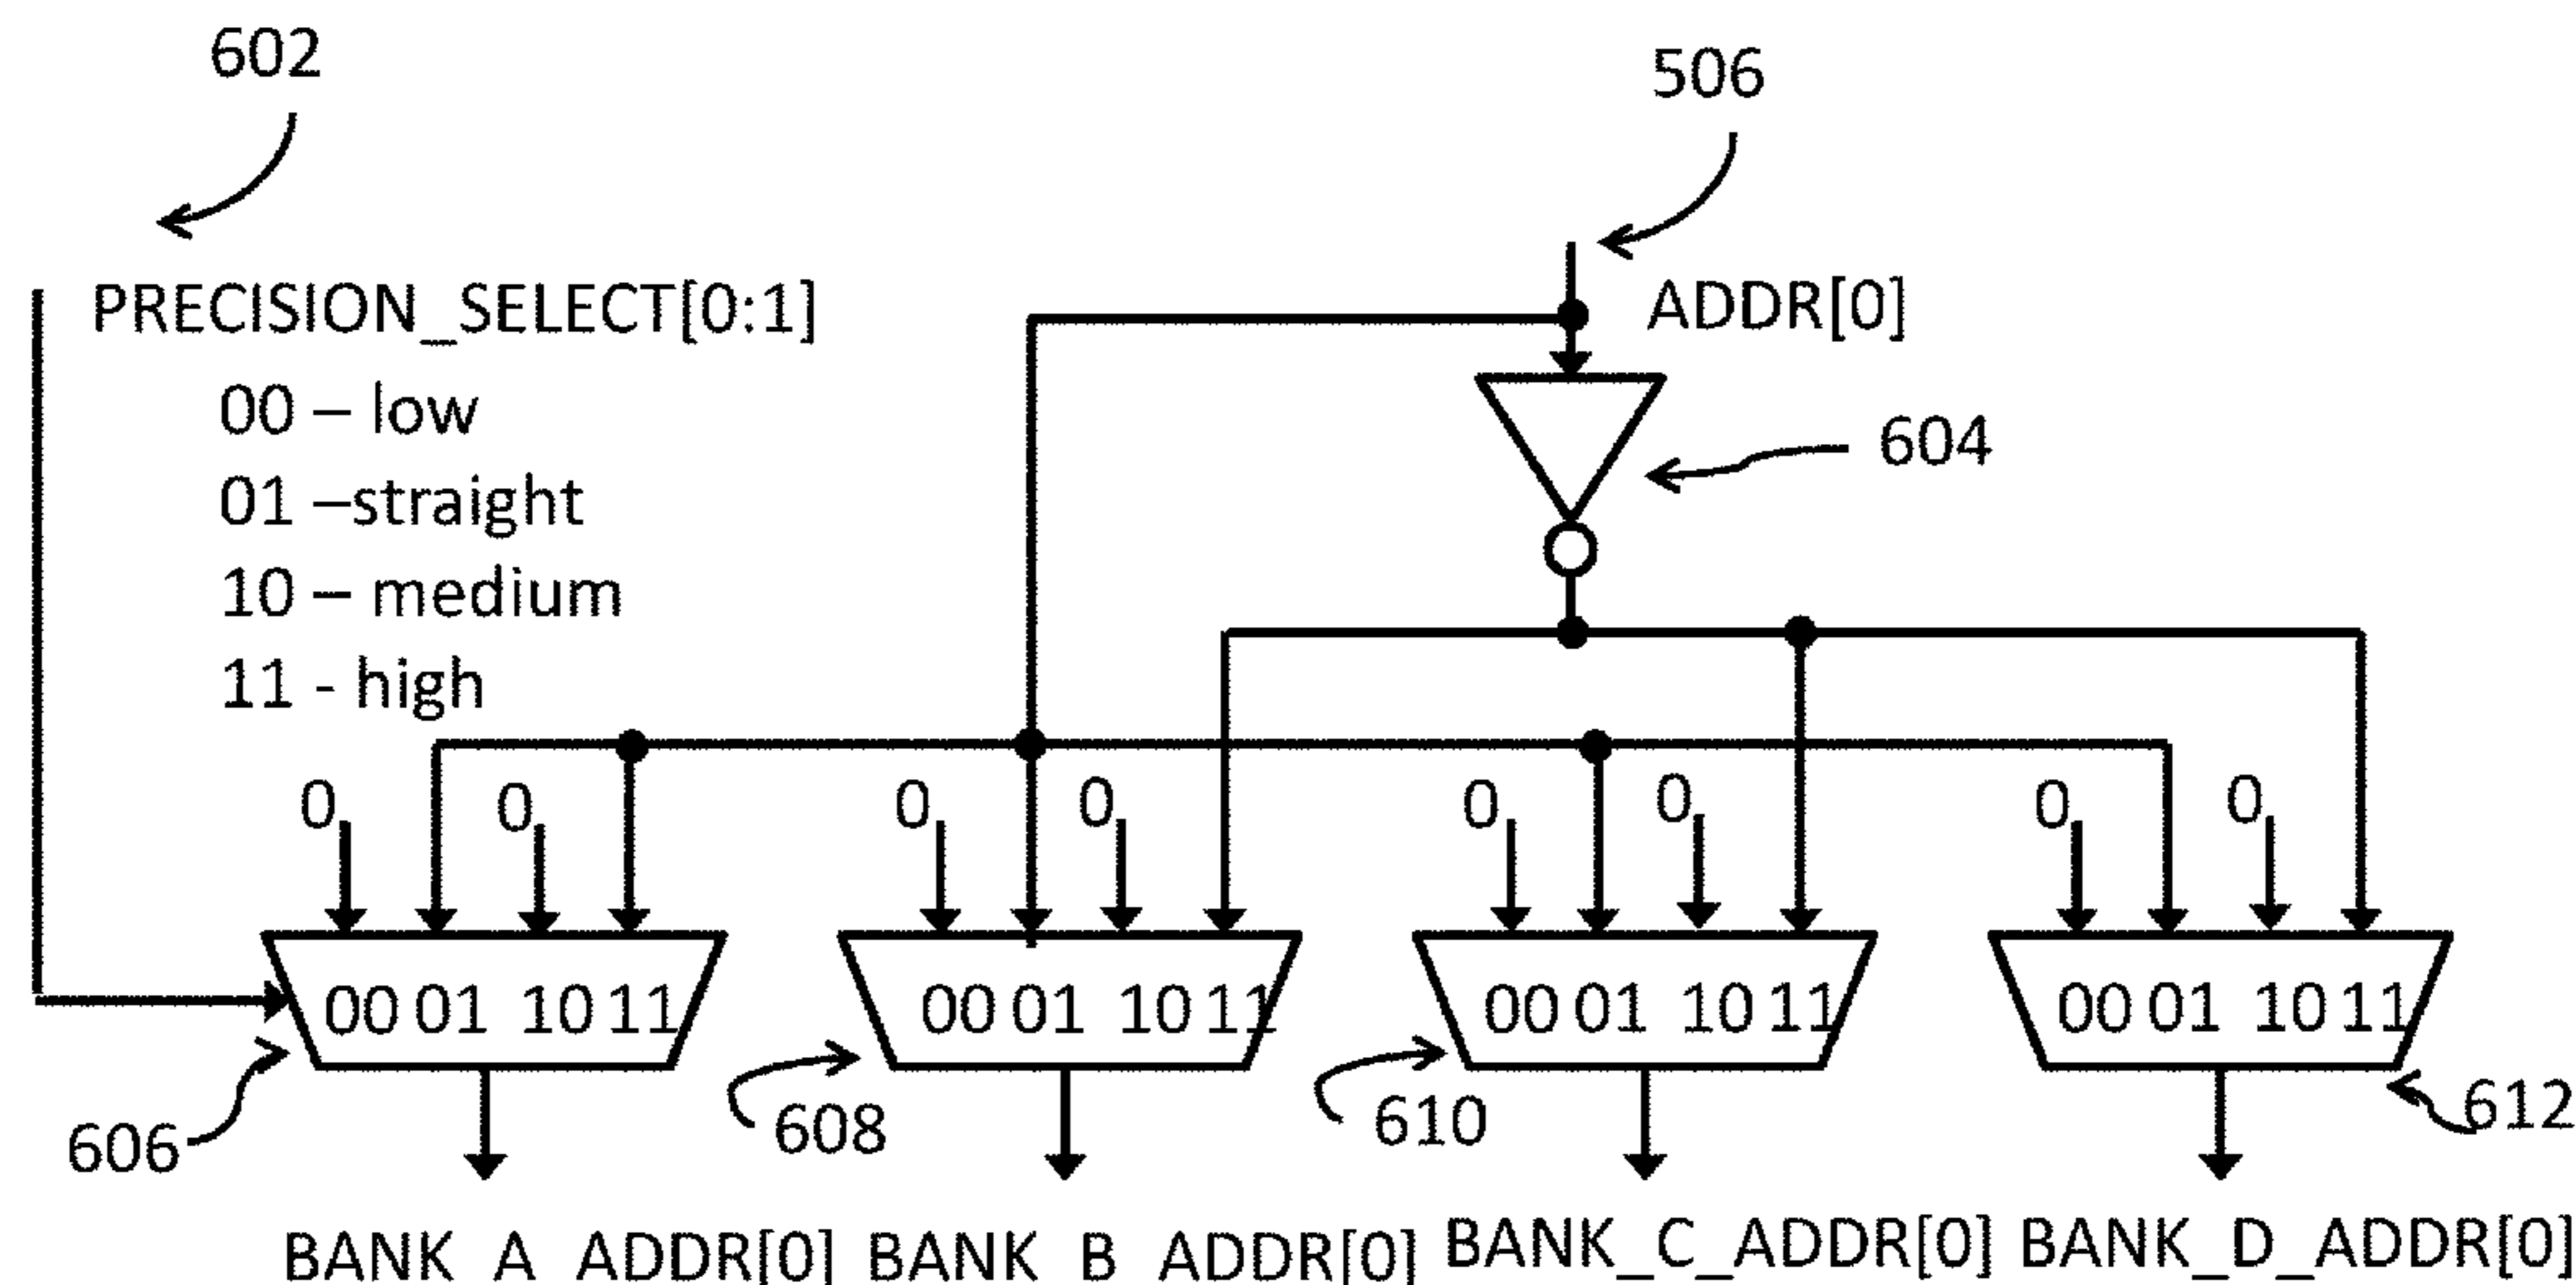 602
506
PRECISION_SELECT[0:1]
ADDR[0]
00 – low
604
01 –straight
10 – medium
11 - high
0 0 0 0 0 0 0 0
00 01 10 11 00 01 10 11 00 01 10 11 00 01 10 11
606 608 610 612
BANK_A_ADDR[0] BANK_B_ADDR[0] BANK_C_ADDR[0] BANK_D_ADDR[0]